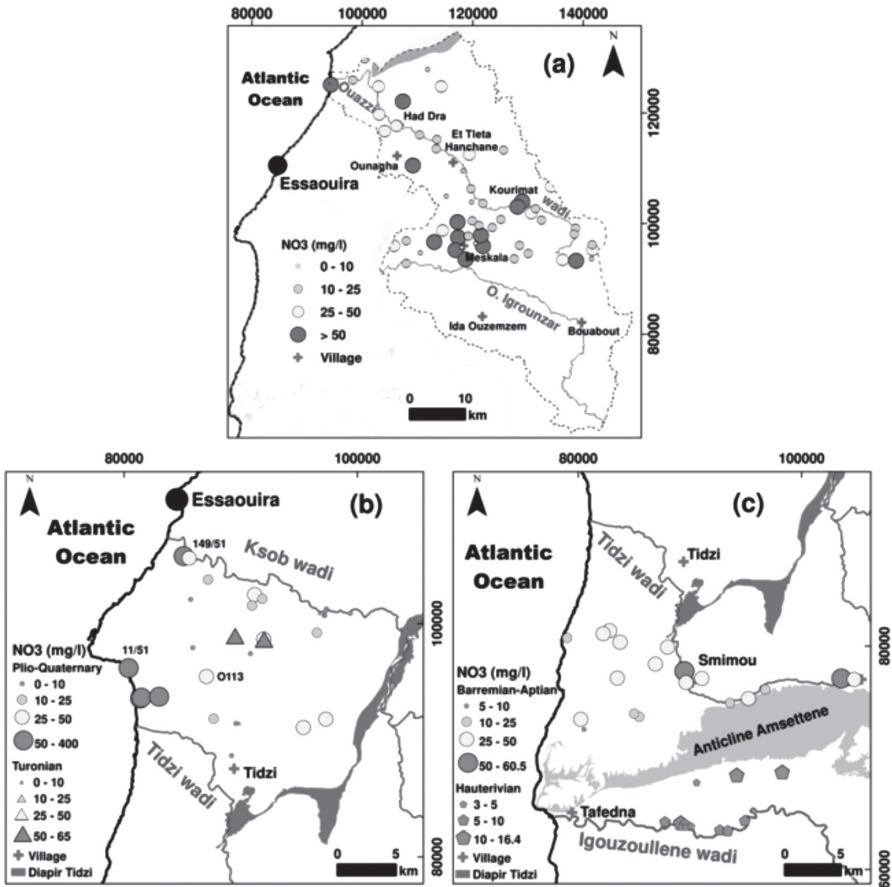 80000 100000 120000 140000
N
(a)
Atlantic
Ocean
Ouazzi
120000
Had Dra
Et Tleta
Hanchane
Ounagha
Essaouira
Kourimat
wadi
100000
NO3 (mg/l)
0 - 10
10 - 25
25 - 50
> 50
Village
Meskala
O. Igrounzar
Ida Ouzemzem
Bouabout
80000
0 10
km
80000 100000
N
Essaouira
(b)
Atlantic
Ocean
149/51
Ksob wadi
100000
11/51
NO3 (mg/l)
Plio-Quaternary
0 - 10
10 - 25
25 - 50
50 - 400
Turonian
0 - 10
10 - 25
25 - 50
50 - 65
Village
Diapir Tidzi
O113
Tidzi
Tidzi wadi
0 5
km
80000
80000 100000
N
(c)
Tidzi wadi
Tidzi
Atlantic
Ocean
80000
Smimou
NO3 (mg/l)
Barremian-Aptian
5 - 10
10 - 25
25 - 50
50 - 60.5
Hauterivian
3 - 5
5 - 10
10 - 16.4
Village
Diapir Tidzi
Anticline Amsettene
Tafedna
Igouzoullene wadi
0 5
km